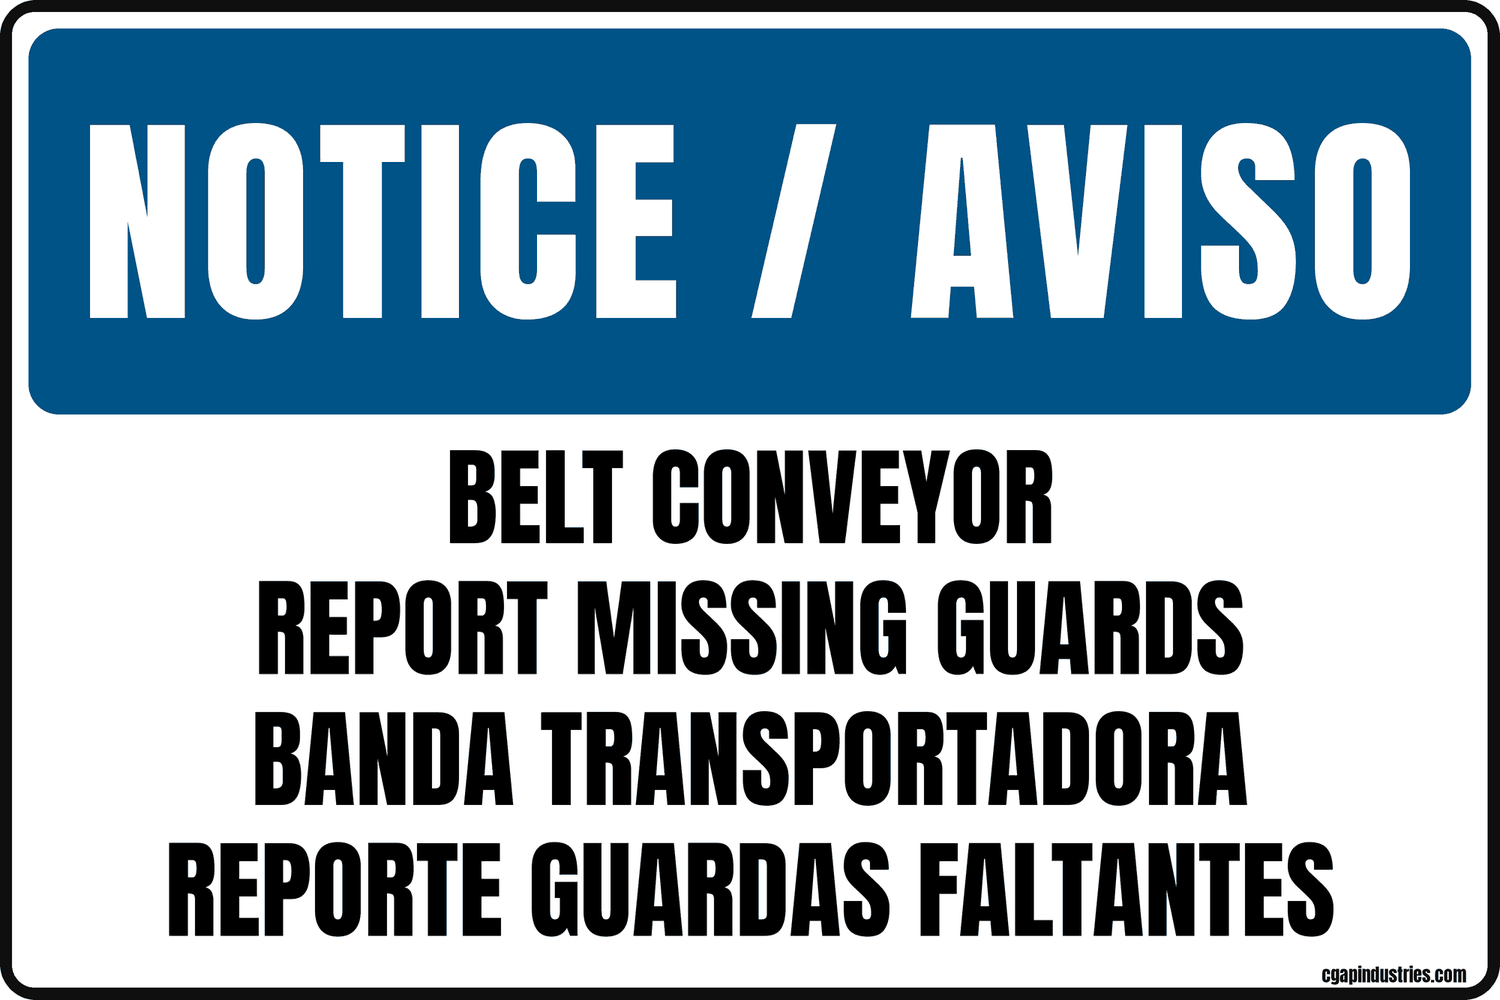 NOTICE / AVISO
BELT CONVEYOR
REPORT MISSING GUARDS
BANDA TRANSPORTADORA
REPORTE GUARDAS FALTANTES
cgapindustries.com